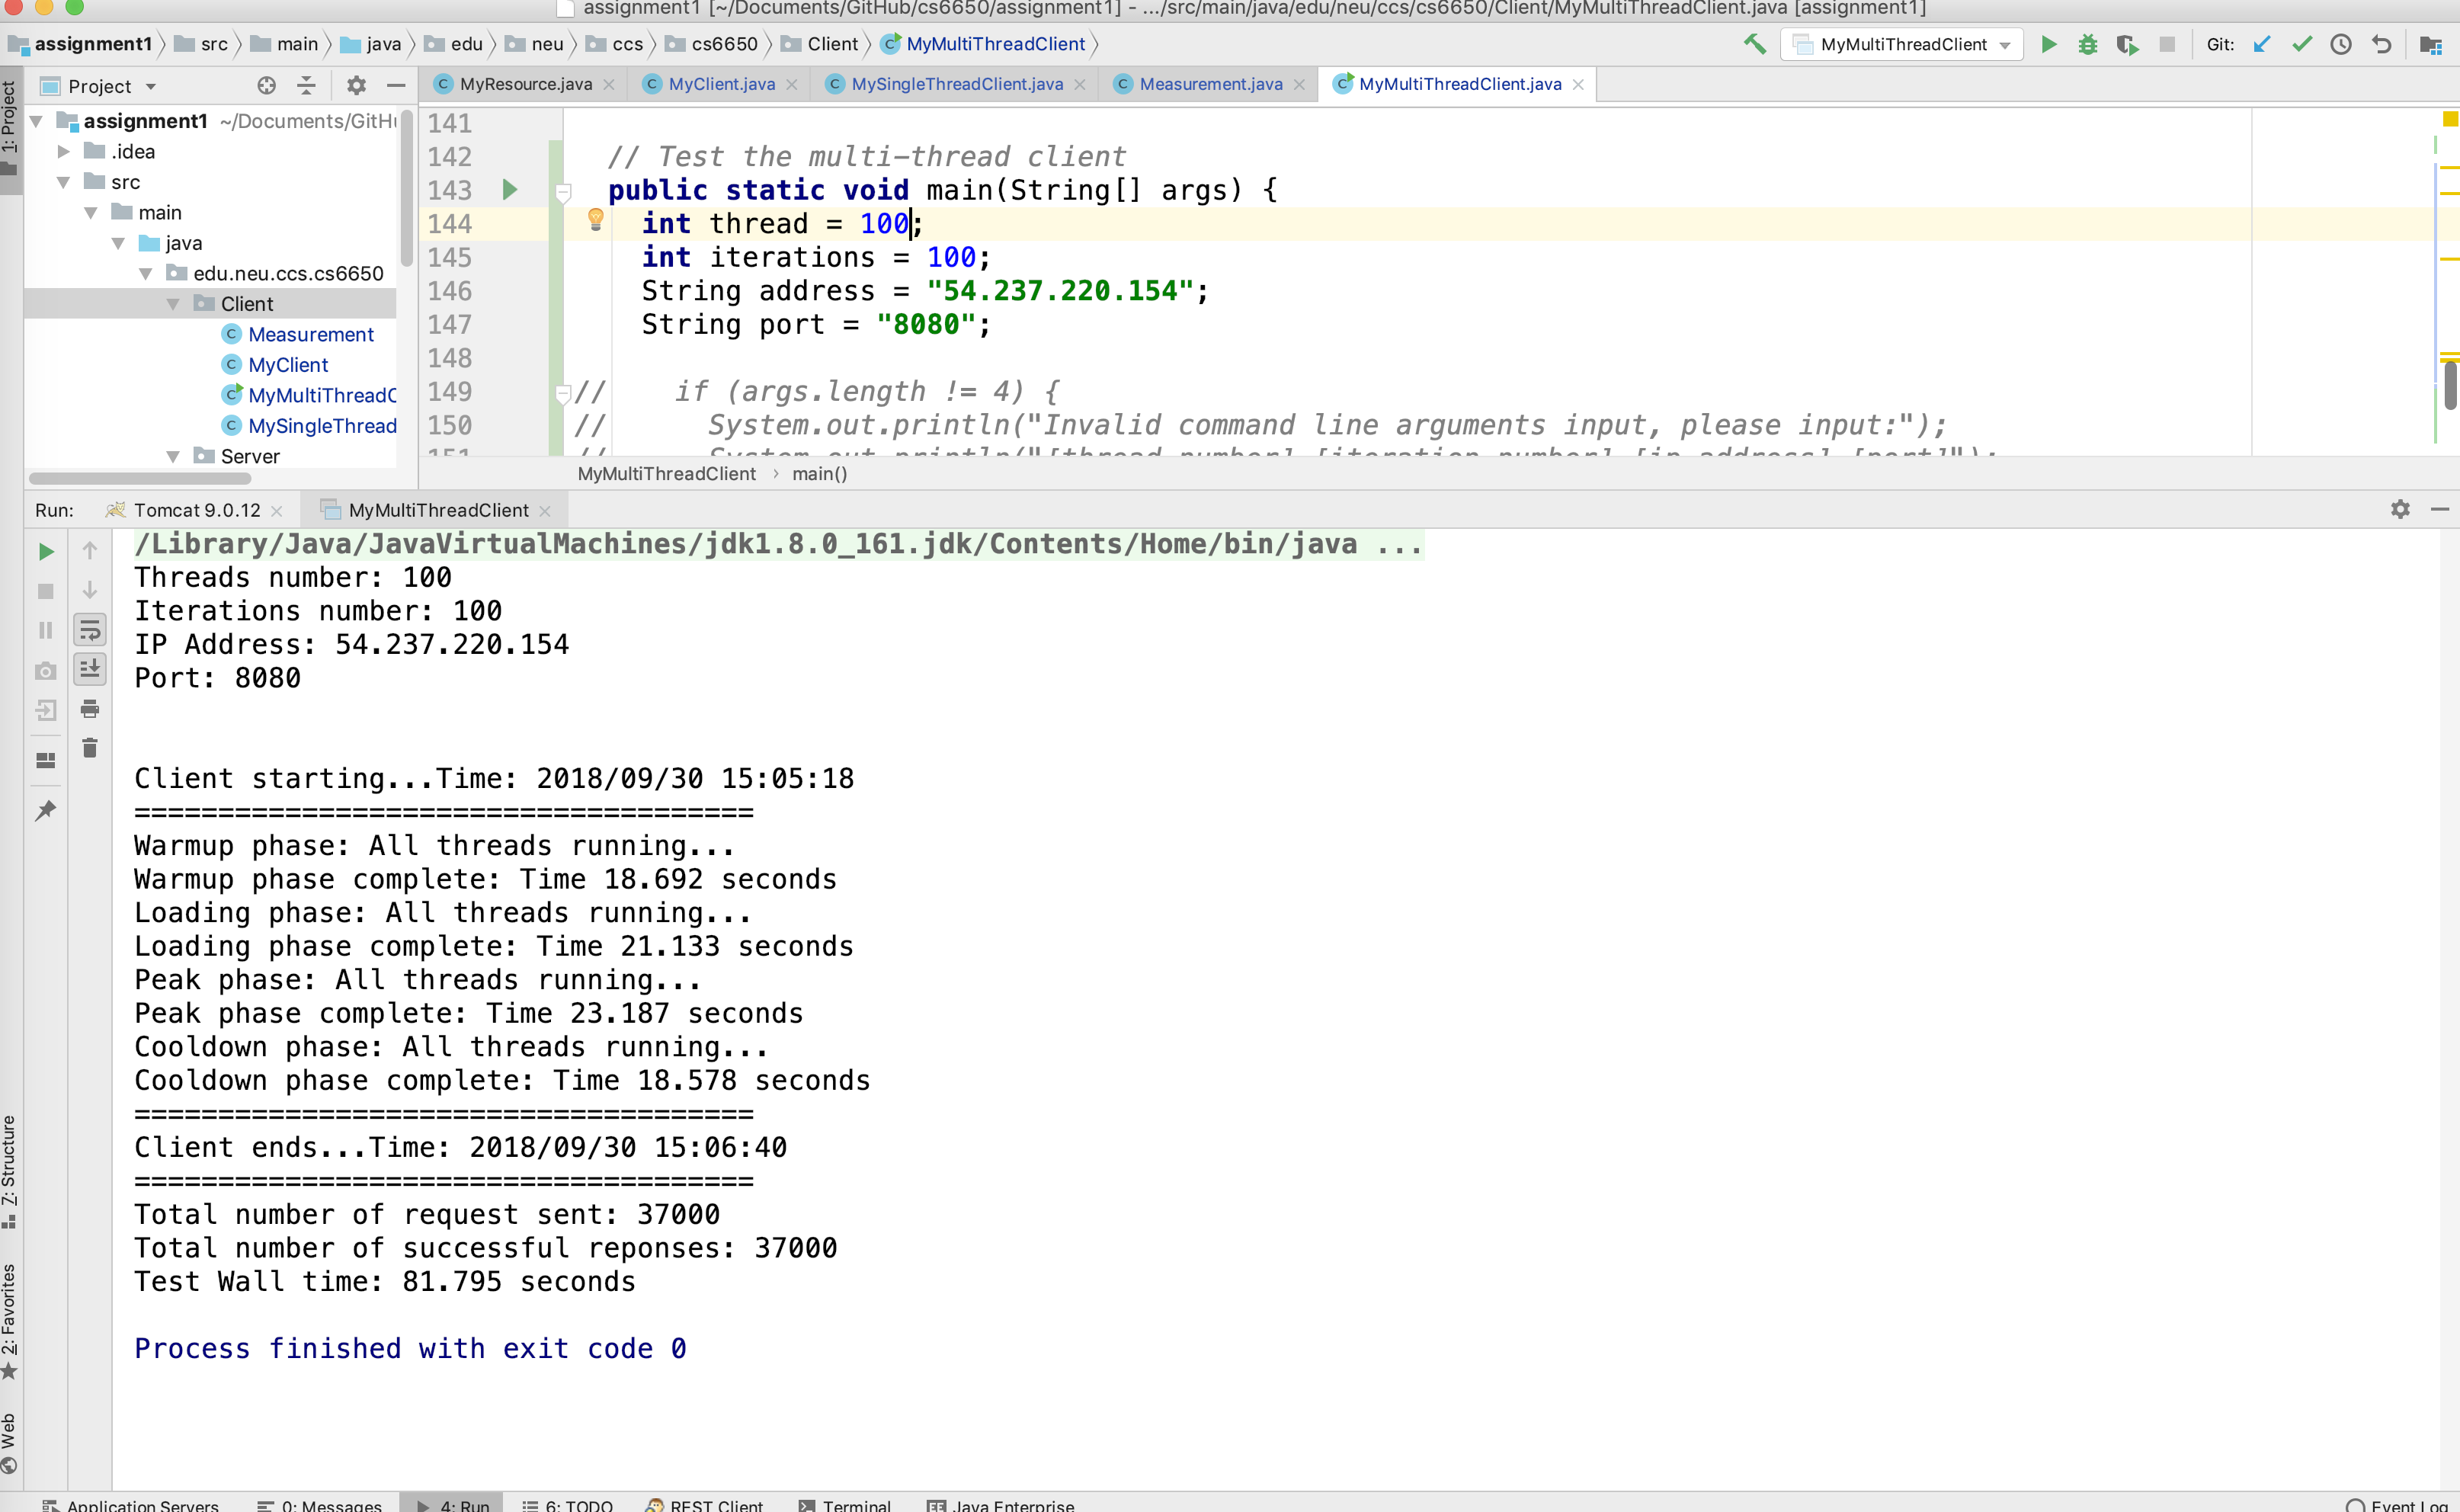 assignment1 [~/Documents/GitHub/cs6650/assignment1] - .../src/main/java/edu/neu/ccs/cs6650/Client/MyMultiThreadClient.java [assignment1]
assignment1 src main java edu neu ccs cs6650 Client MyMultiThreadClient MyMultiThreadClient Git:
1: Project
Project
MyResource.java MyClient.java MySingleThreadClient.java Measurement.java MyMultiThreadClient.java
assignment1 ~/Documents/GitH
.idea
src
main
java
edu.neu.ccs.cs6650
Client
Measurement
MyClient
MyMultiThreadC
MySingleThread
Server
141
142 // Test the multi-thread client
143 public static void main(String[] args) {
144 int thread = 100;
145 int iterations = 100;
146 String address = "54.237.220.154";
147 String port = "8080";
148
149 // if (args.length != 4) {
150 // System.out.println("Invalid command line arguments input, please input:");
151 // System.out.println("[thread number] [iteration number] [ip address] [port]");
MyMultiThreadClient › main()
Run: Tomcat 9.0.12 MyMultiThreadClient
/Library/Java/JavaVirtualMachines/jdk1.8.0_161.jdk/Contents/Home/bin/java ...
Threads number: 100
Iterations number: 100
IP Address: 54.237.220.154
Port: 8080
Client starting...Time: 2018/09/30 15:05:18
=====================================
Warmup phase: All threads running...
Warmup phase complete: Time 18.692 seconds
Loading phase: All threads running...
Loading phase complete: Time 21.133 seconds
Peak phase: All threads running...
Peak phase complete: Time 23.187 seconds
Cooldown phase: All threads running...
Cooldown phase complete: Time 18.578 seconds
=====================================
Client ends...Time: 2018/09/30 15:06:40
=====================================
Total number of request sent: 37000
Total number of successful reponses: 37000
Test Wall time: 81.795 seconds
Process finished with exit code 0
7: Structure
2: Favorites
Web
Application Servers 0: Messages 4: Run 6: TODO REST Client Terminal Java Enterprise Event Log